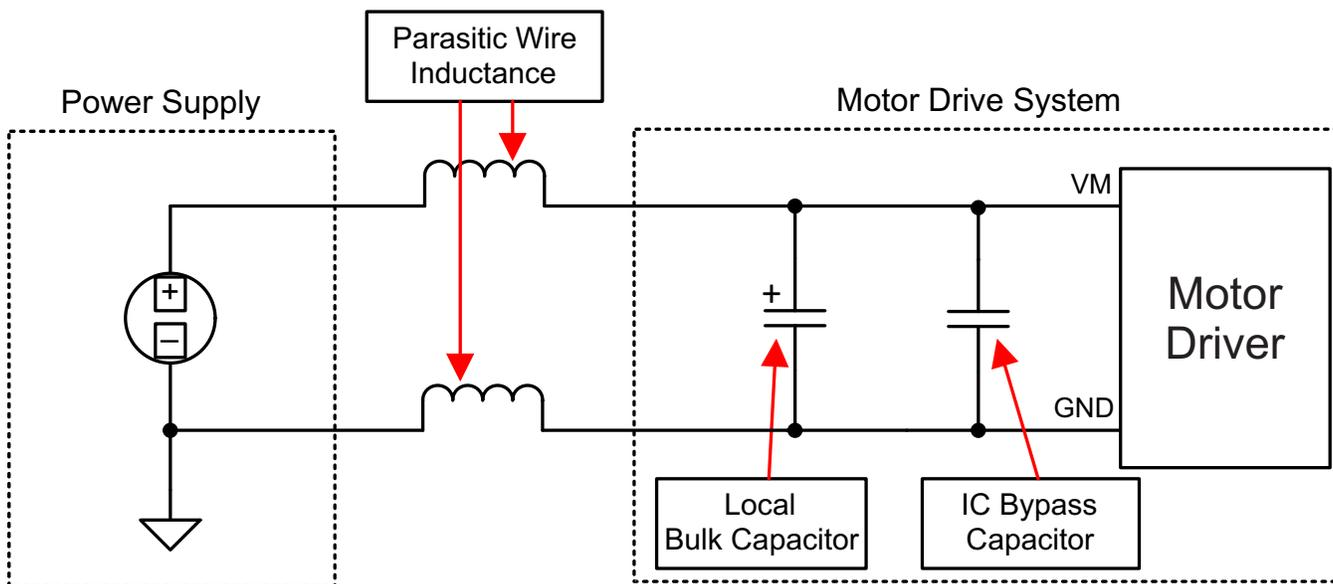 Parasitic Wire
Inductance
Power Supply
Motor Drive System
VM
+
−
+
Motor
Driver
GND
Local
Bulk Capacitor
IC Bypass
Capacitor